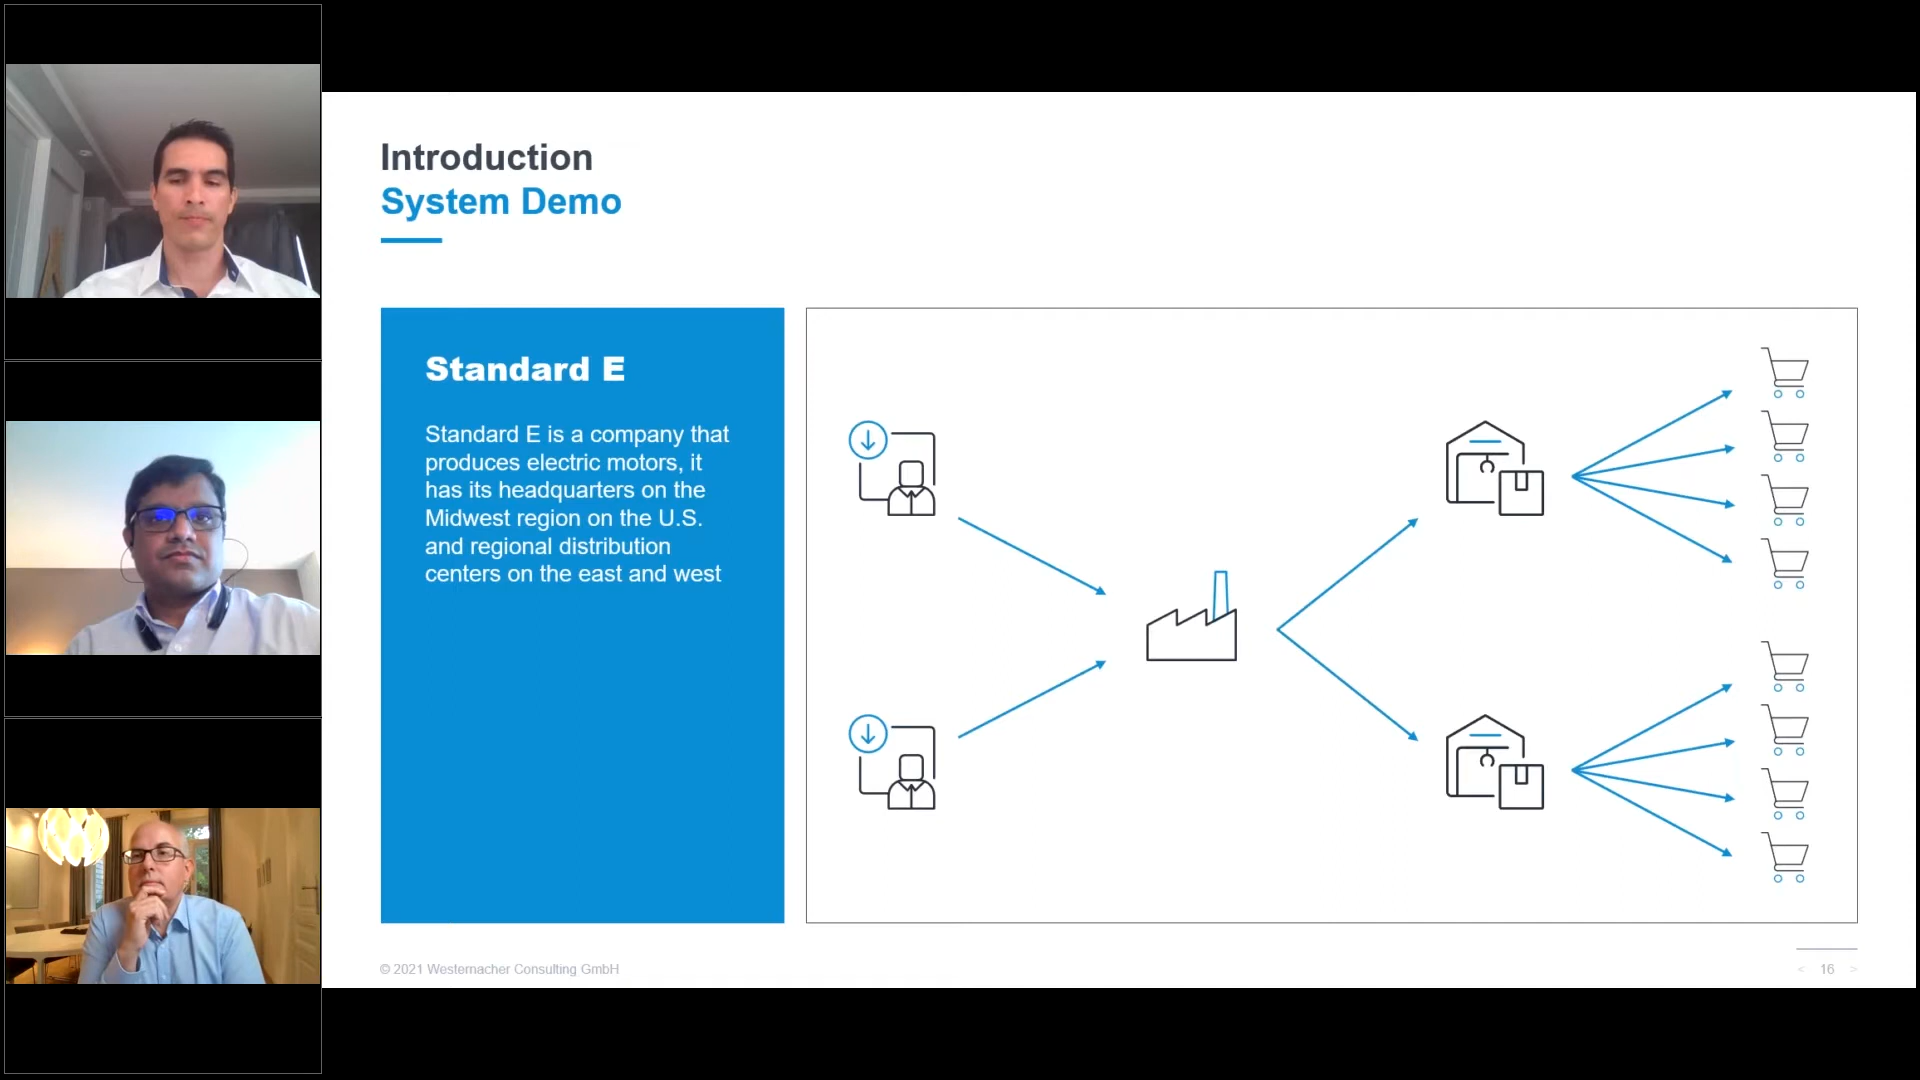 Introduction
System Demo
Standard E
Standard E is a company that
produces electric motors, it
has its headquarters on the
Midwest region on the U.S.
and regional distribution
centers on the east and west
© 2021 Westernacher Consulting GmbH
< 16 >